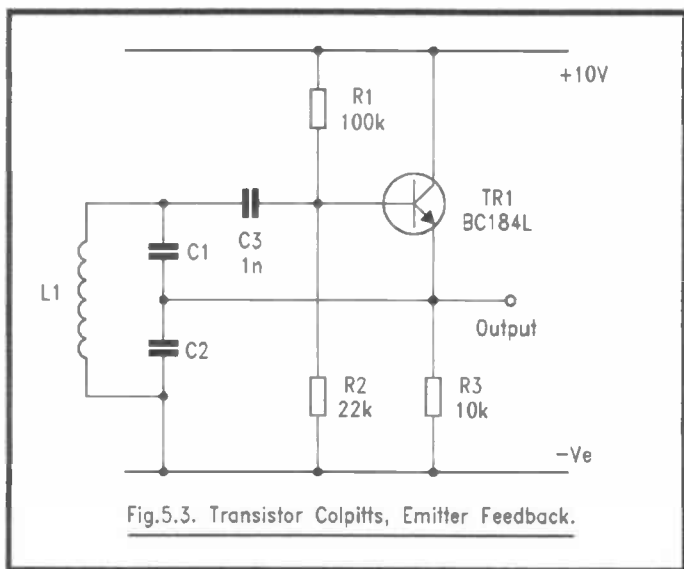 +10V
R1
100k
TR1
BC184L
C3
1n
C1
L1
Output
C2
R2
22k
R3
10k
-Ve
Fig.5.3. Transistor Colpitts, Emitter Feedback.